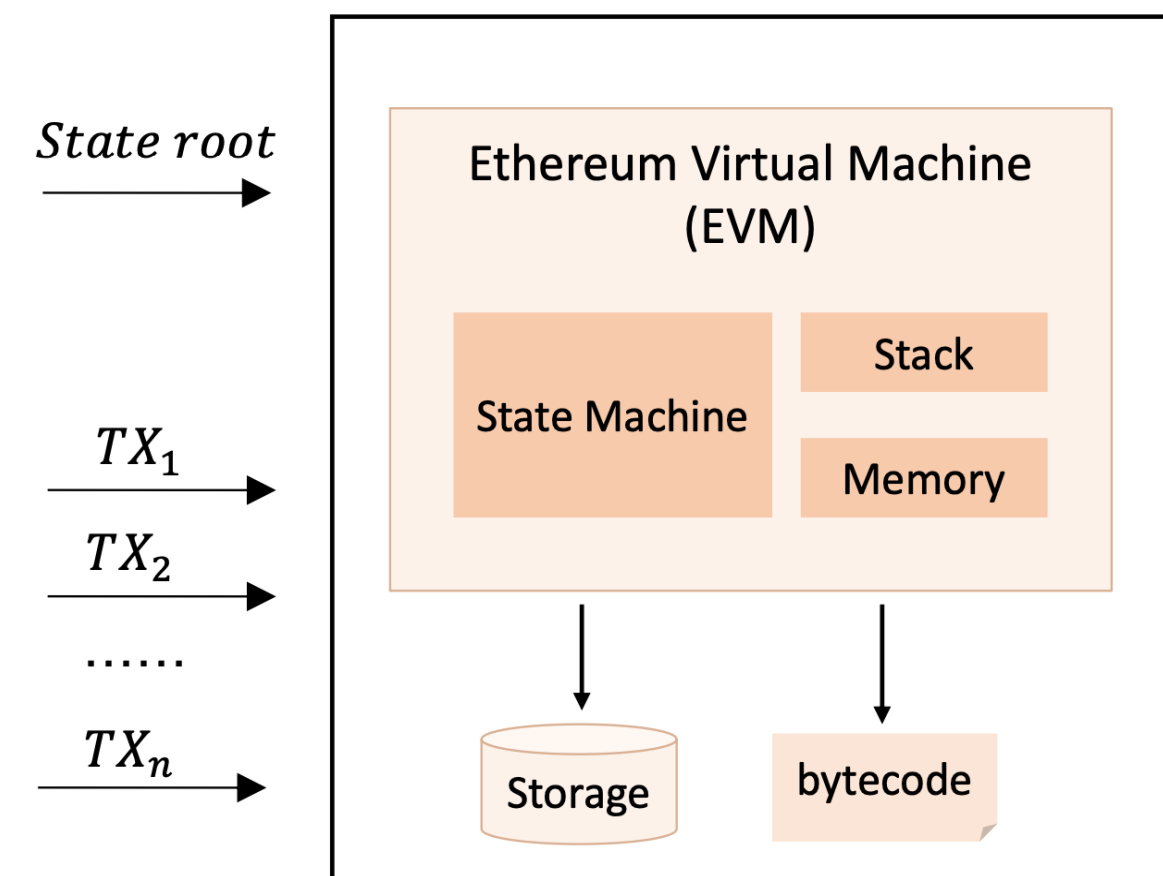 State root
Ethereum Virtual Machine
(EVM)
State Machine
Stack
Memory
TX₁
TX₂
……
TXₙ
Storage
bytecode